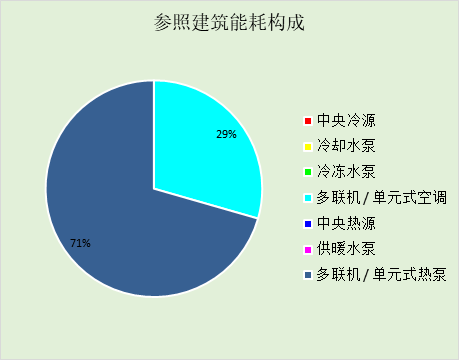 参照建筑能耗构成
29%
71%
中央冷源
冷却水泵
冷冻水泵
多联机/单元式空调
中央热源
供暖水泵
多联机/单元式热泵